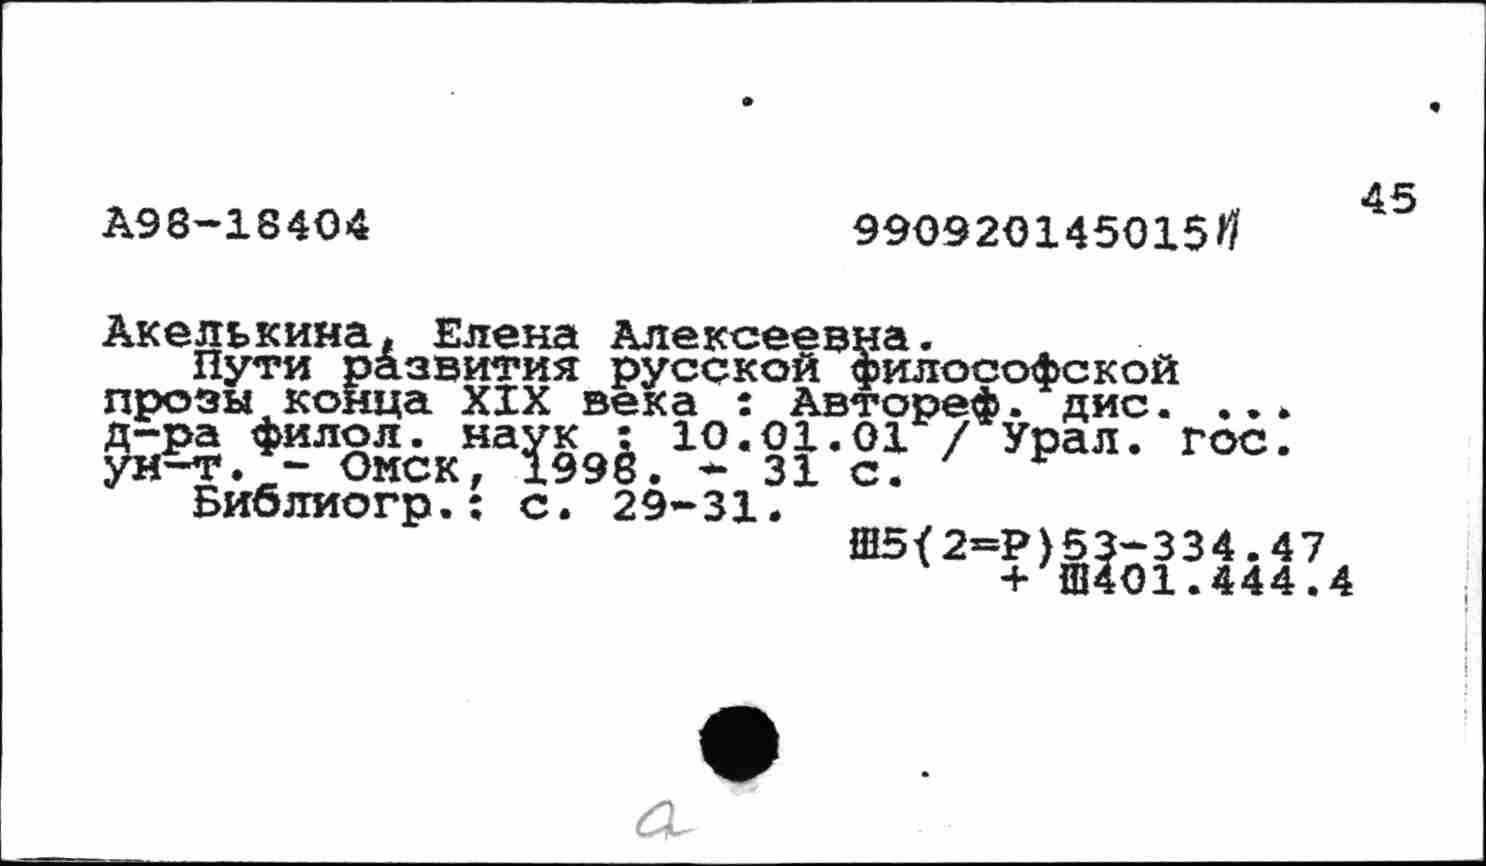 45
А98-18404 990920145015
Акелькина, Елена Алексеевна.
Пути развития русской философской
прозы конца XIX века : Автореф. дис. ...
д-ра филол. наук : 10.01.01 / Урал. гос.
ун-т. - Омск, 1998. - 31 с.
Библиогр.: с. 29-31.
Ш5(2=Р)53-334.47
+ Ш401.444.4
а